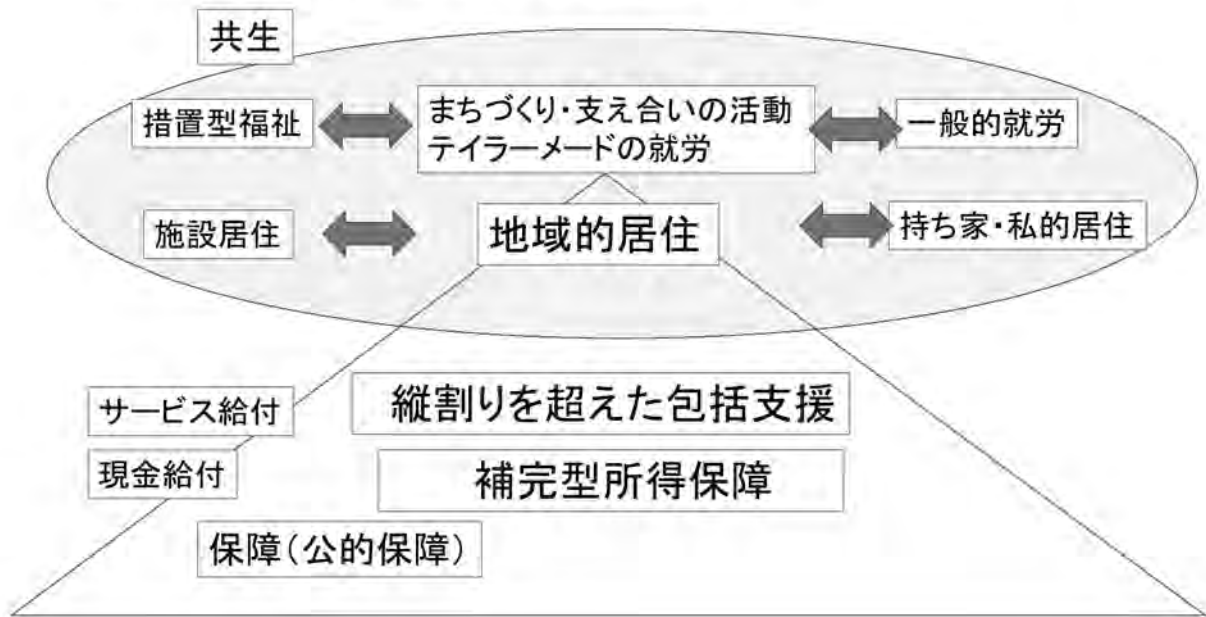 共生
措置型福祉
まちづくり・支え合いの活動
テイラーメードの就労
一般的就労
施設居住
地域的居住
持ち家・私的居住
サービス給付
縦割りを超えた包括支援
現金給付
補完型所得保障
保障(公的保障)